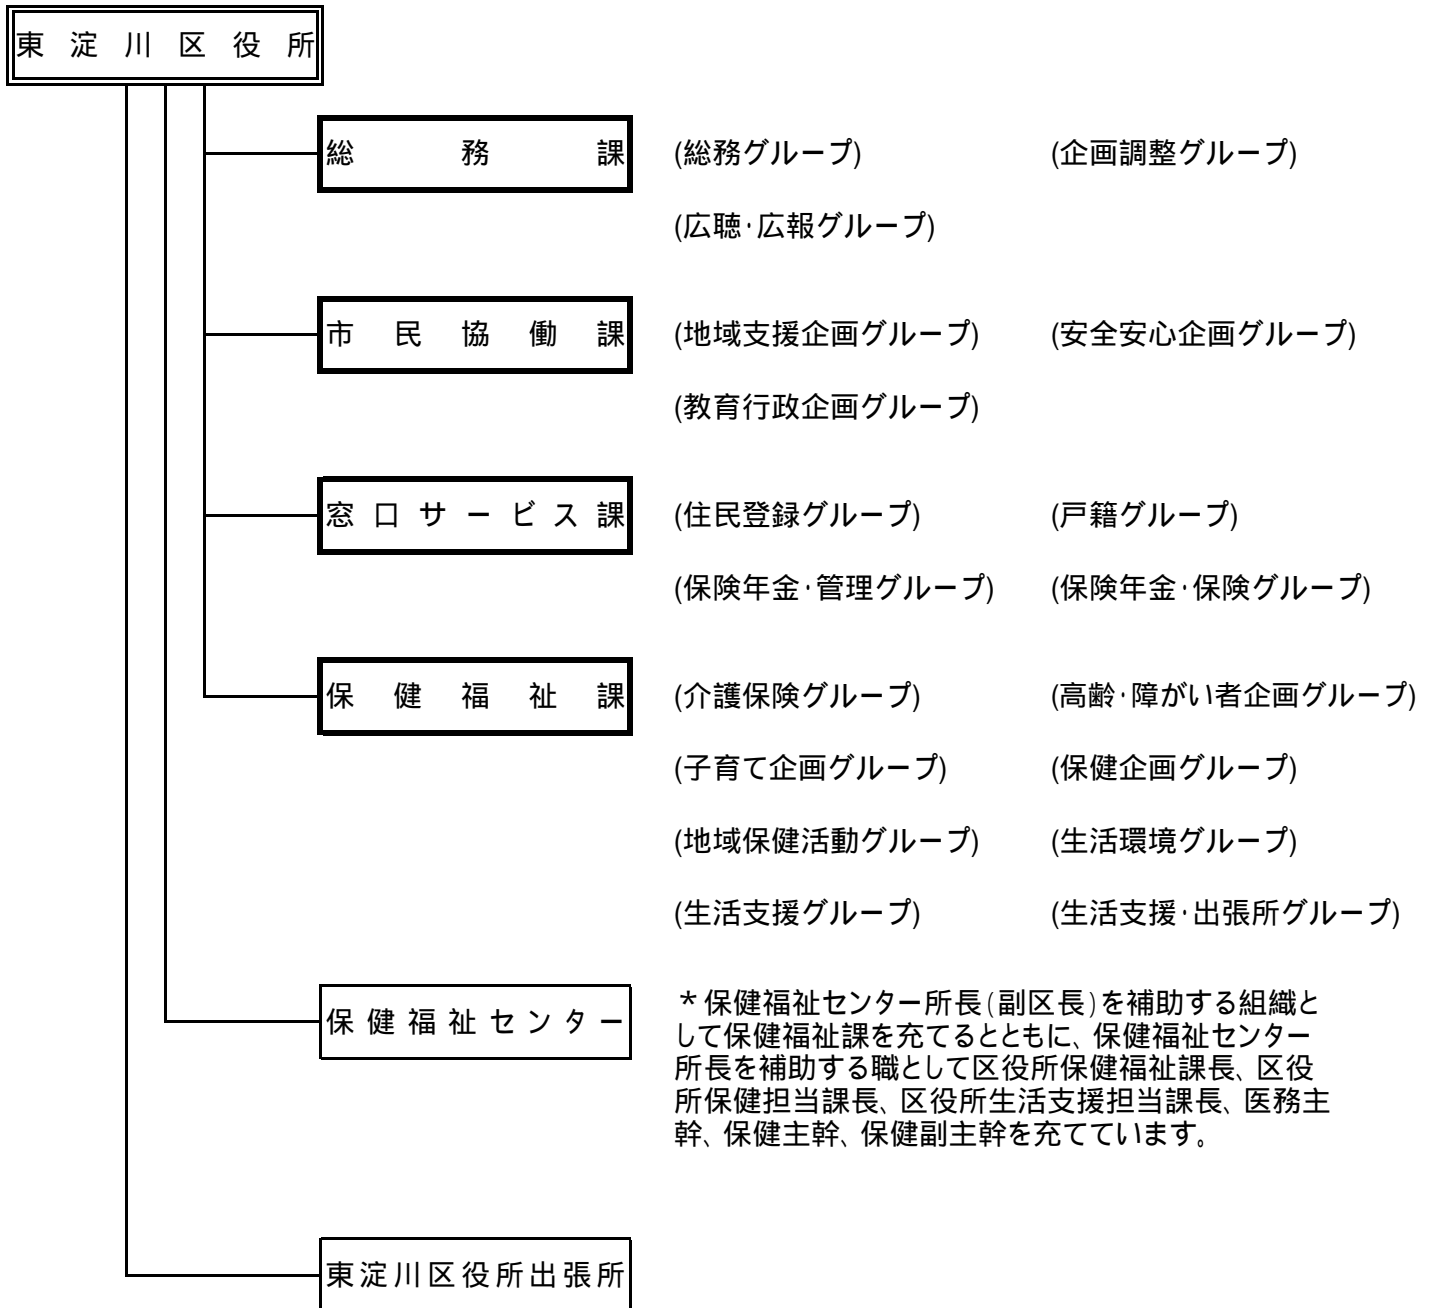 東淀川区役所
総務課 (総務グループ) (企画調整グループ)
(広聴・広報グループ)
市民協働課 (地域支援企画グループ) (安全安心企画グループ)
(教育行政企画グループ)
窓口サービス課 (住民登録グループ) (戸籍グループ)
(保険年金・管理グループ) (保険年金・保険グループ)
保健福祉課 (介護保険グループ) (高齢・障がい者企画グループ)
(子育て企画グループ) (保健企画グループ)
(地域保健活動グループ) (生活環境グループ)
(生活支援グループ) (生活支援・出張所グループ)
保健福祉センター
＊保健福祉センター所長(副区長)を補助する組織と
して保健福祉課を充てるとともに、保健福祉センター
所長を補助する職として区役所保健福祉課長、区役
所保健担当課長、区役所生活支援担当課長、医務主
幹、保健主幹、保健副主幹を充てています。
東淀川区役所出張所